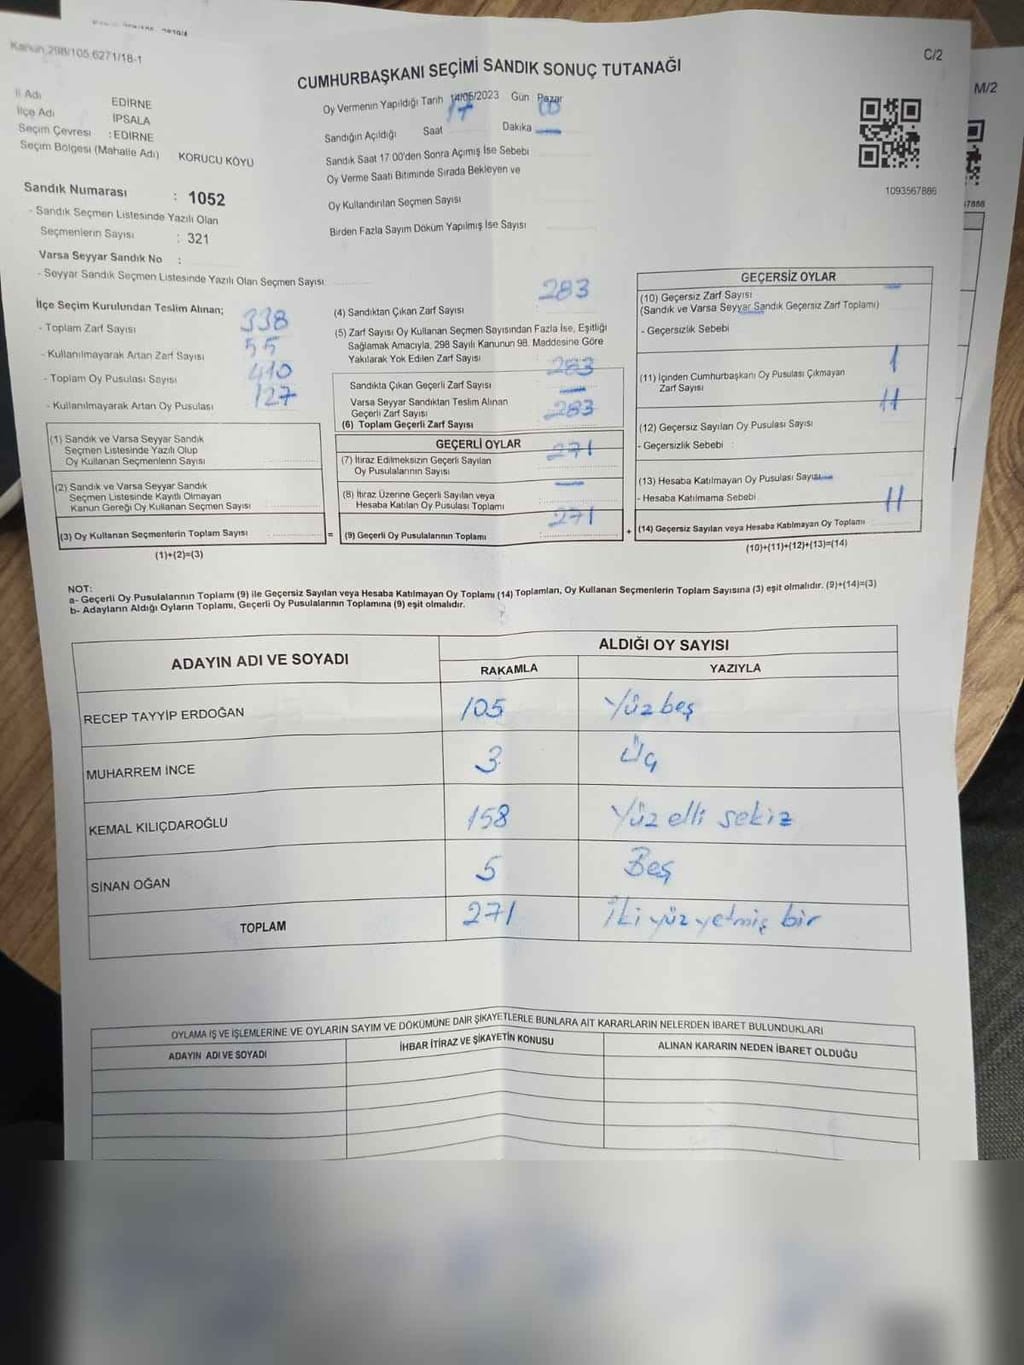 Kanun 298/105,6271/18-1
C/2
M/2
CUMHURBAŞKANI SEÇİMİ SANDIK SONUÇ TUTANAĞI
İl Adı EDİRNE
İlçe Adı İPSALA
Seçim Çevresi : EDİRNE
Seçim Bölgesi (Mahalle Adı) KORUCU KÖYÜ
Sandık Numarası : 1052
- Sandık Seçmen Listesinde Yazılı Olan
Seçmenlerin Sayısı : 321
Varsa Seyyar Sandık No :
- Seyyar Sandık Seçmen Listesinde Yazılı Olan Seçmen Sayısı:
Oy Vermenin Yapıldığı Tarih 14/05/2023 Gün Pazar
Sandığın Açıldığı Saat 17 Dakika 00
Sandık Saat 17.00'den Sonra Açımış İse Sebebi
Oy Verme Saati Bitiminde Sırada Bekleyen ve
Oy Kullandırılan Seçmen Sayısı
Birden Fazla Sayım Döküm Yapılmış İse Sayısı
1093567886
İlçe Seçim Kurulundan Teslim Alınan;
- Toplam Zarf Sayısı 338
- Kullanılmayarak Artan Zarf Sayısı 55
- Toplam Oy Pusulası Sayısı 410
- Kullanılmayarak Artan Oy Pusulası 127
(1) Sandık ve Varsa Seyyar Sandık
Seçmen Listesinde Yazılı Olup
Oy Kullanan Seçmenlerin Sayısı
(2) Sandık ve Varsa Seyyar Sandık
Seçmen Listesinde Kayıtlı Olmayan
Kanun Gereği Oy Kullanan Seçmen Sayısı
(3) Oy Kullanan Seçmenlerin Toplam Sayısı =
(1)+(2)=(3)
(4) Sandıktan Çıkan Zarf Sayısı 283
(5) Zarf Sayısı Oy Kullanan Seçmen Sayısından Fazla İse, Eşitliği
Sağlamak Amacıyla, 298 Sayılı Kanunun 98. Maddesine Göre
Yakılarak Yok Edilen Zarf Sayısı
Sandıkta Çıkan Geçerli Zarf Sayısı 283
Varsa Seyyar Sandıktan Teslim Alınan
Geçerli Zarf Sayısı —
(6) Toplam Geçerli Zarf Sayısı 283
GEÇERLİ OYLAR
(7) İtiraz Edilmeksizin Geçerli Sayılan
Oy Pusulalarının Sayısı 271
(8) İtiraz Üzerine Geçerli Sayılan veya
Hesaba Katılan Oy Pusulası Toplamı —
(9) Geçerli Oy Pusulalarının Toplamı 271 +
GEÇERSİZ OYLAR
(10) Geçersiz Zarf Sayısı —
(Sandık ve Varsa Seyyar Sandık Geçersiz Zarf Toplamı)
- Geçersizlik Sebebi
(11) İçinden Cumhurbaşkanı Oy Pusulası Çıkmayan
Zarf Sayısı 1
(12) Geçersiz Sayılan Oy Pusulası Sayısı 11
- Geçersizlik Sebebi :
(13) Hesaba Katılmayan Oy Pusula Sayısı —
- Hesaba Katılmama Sebebi
(14) Geçersiz Sayılan veya Hesaba Katılmayan Oy Toplamı 11
(10)+(11)+(12)+(13)=(14)
NOT:
a- Geçerli Oy Pusulalarının Toplamı (9) ile Geçersiz Sayılan veya Hesaba Katılmayan Oy Toplamı (14) Toplamları, Oy Kullanan Seçmenlerin Toplam Sayısına (3) eşit olmalıdır. (9)+(14)=(3)
b- Adayların Aldığı Oyların Toplamı, Geçerli Oy Pusulalarının Toplamına (9) eşit olmalıdır.
ADAYIN ADI VE SOYADI
ALDIĞI OY SAYISI
RAKAMLA YAZIYLA
RECEP TAYYİP ERDOĞAN 105 Yüz beş
MUHARREM İNCE 3 Üç
KEMAL KILIÇDAROĞLU 158 Yüz elli sekiz
SİNAN OĞAN 5 Beş
TOPLAM 271 İki yüz yetmiş bir
OYLAMA İŞ VE İŞLEMLERİNE VE OYLARIN SAYIM VE DÖKÜMÜNE DAİR ŞİKAYETLERLE BUNLARA AİT KARARLARIN NELERDEN İBARET BULUNDUKLARI
ADAYIN ADI VE SOYADI İHBAR İTİRAZ VE ŞİKAYETİN KONUSU ALINAN KARARIN NEDEN İBARET OLDUĞU